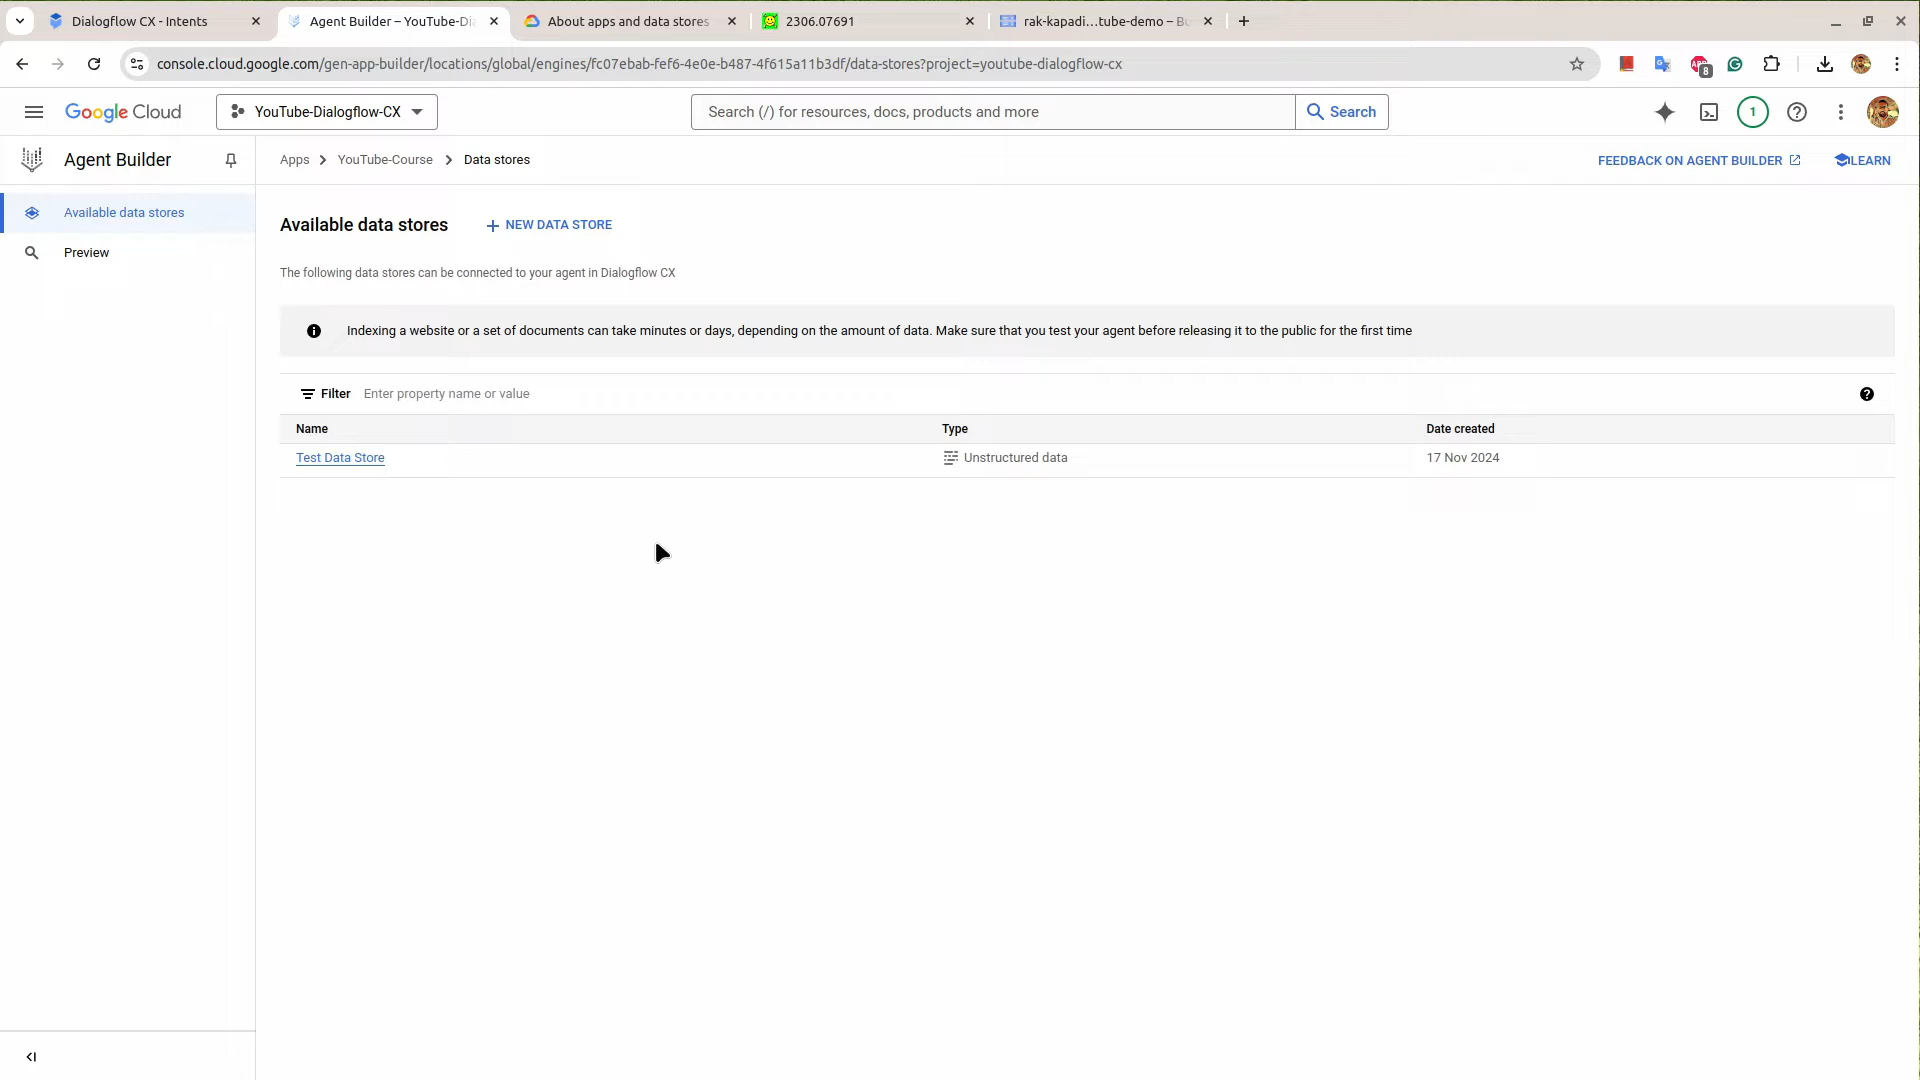 Dialogflow CX - Intents
Agent Builder – YouTube-Di
About apps and data stores
2306.07691
rak-kapadi...tube-demo – Bu
console.cloud.google.com/gen-app-builder/locations/global/engines/fc07ebab-fef6-4e0e-b487-4f615a11b3df/data-stores?project=youtube-dialogflow-cx
8
Google Cloud
YouTube-Dialogflow-CX
Search (/) for resources, docs, products and more
Search
1
Agent Builder
Apps
YouTube-Course
Data stores
FEEDBACK ON AGENT BUILDER
LEARN
Available data stores
Preview
Available data stores
NEW DATA STORE
The following data stores can be connected to your agent in Dialogflow CX
Indexing a website or a set of documents can take minutes or days, depending on the amount of data. Make sure that you test your agent before releasing it to the public for the first time
Filter Enter property name or value
Name Type Date created
Test Data Store Unstructured data 17 Nov 2024